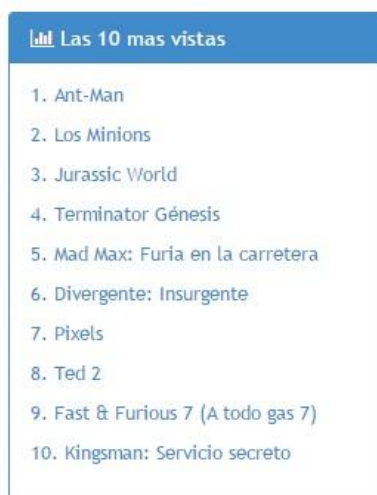 Las 10 mas vistas
1. Ant-Man
2. Los Minions
3. Jurassic World
4. Terminator Génesis
5. Mad Max: Furia en la carretera
6. Divergente: Insurgente
7. Pixels
8. Ted 2
9. Fast & Furious 7 (A todo gas 7)
10. Kingsman: Servicio secreto